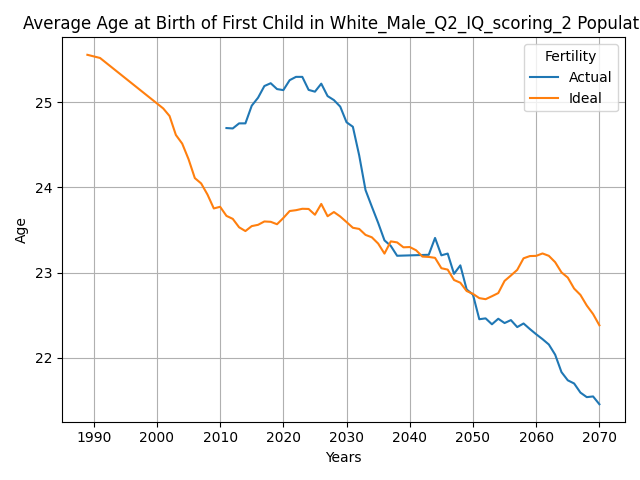 Average Age at Birth of First Child in White_Male_Q2_IQ_scoring_2 Populat
Fertility
Actual
Ideal
Age
25
24
23
22
1990 2000 2010 2020 2030 2040 2050 2060 2070
Years